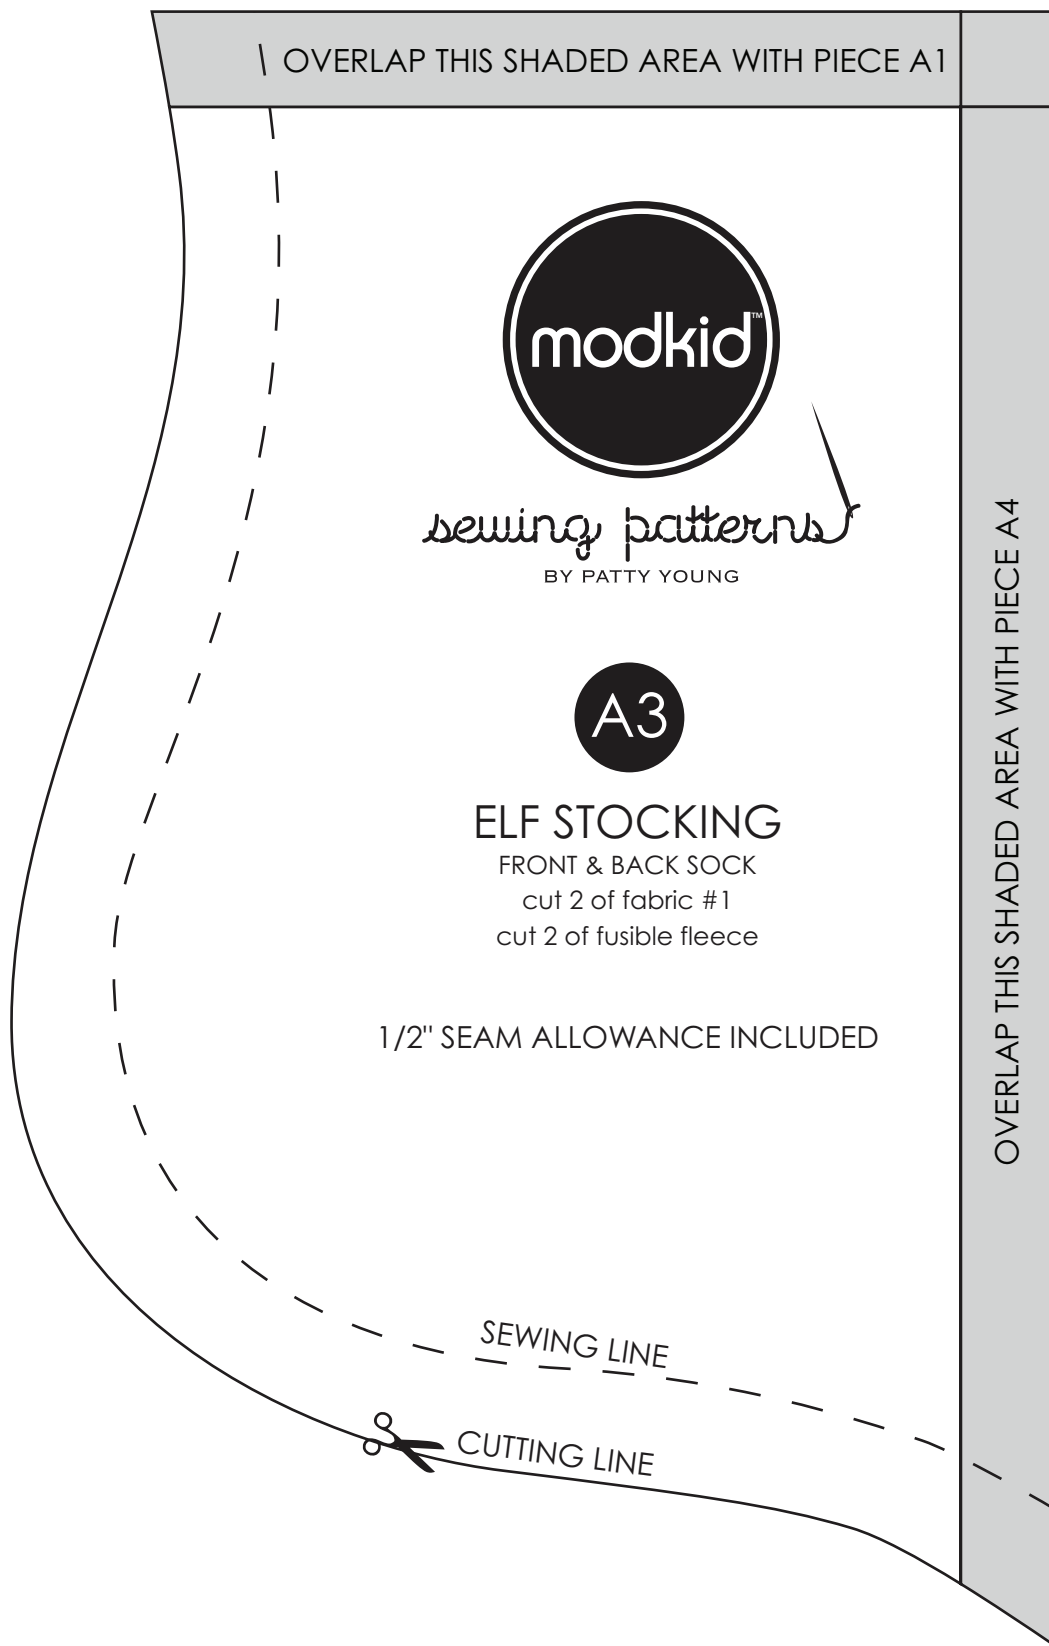 OVERLAP THIS SHADED AREA WITH PIECE A1
modkid™
sewing patterns
BY PATTY YOUNG
A3
ELF STOCKING
FRONT & BACK SOCK
cut 2 of fabric #1
cut 2 of fusible fleece
1/2" SEAM ALLOWANCE INCLUDED
OVERLAP THIS SHADED AREA WITH PIECE A4
SEWING LINE
CUTTING LINE